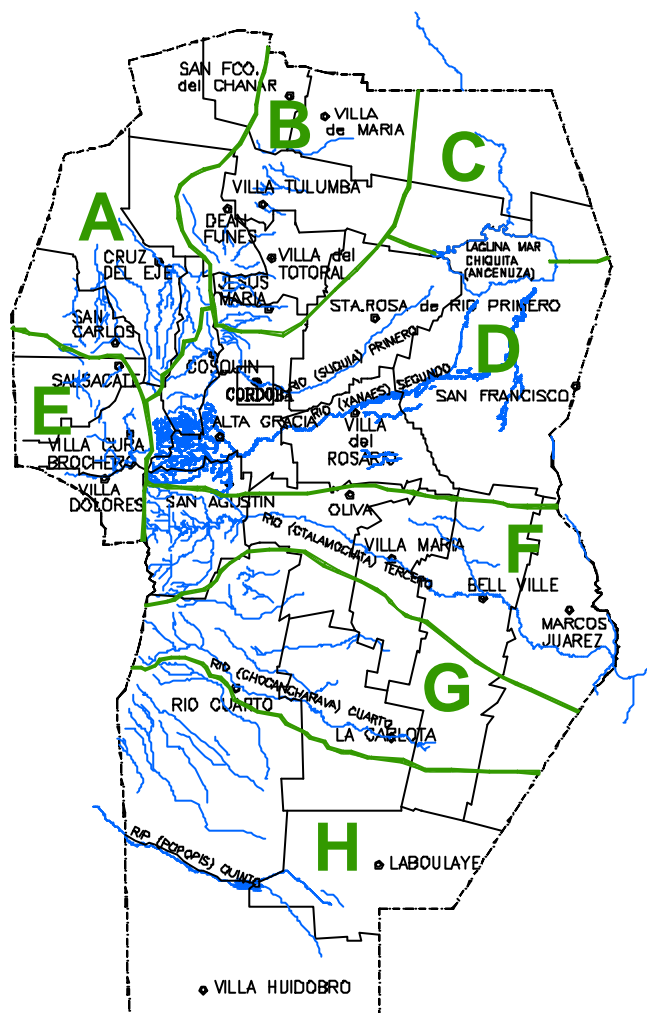 SAN FCO.
del CHANAR
B
VILLA
de MARIA
C
VILLA TULUMBA
A
DEAN
FUNES
LAGUNA MAR
CHIQUITA
(ANCENUZA)
CRUZ
DEL EJE
VILLA del
TOTORAL
JESUS
MARIA
STA.ROSA de RIO PRIMERO
SAN
CARLOS
D
COSQUIN
RIO (SUQUIA) PRIMERO
SALSACATE
E
CORDOBA
RIO (XANAES) SEGUNDO
SAN FRANCISCO
ALTA GRACIA
VILLA
del
ROSARIO
VILLA CURA
BROCHERO
VILLA
DOLORES
SAN AGUSTIN
OLIVA
F
RIO (CTALAMOCHITA) TERCERO
VILLA MARIA
BELL VILLE
MARCOS
JUAREZ
G
RIO (CHOCANCHARAVA) CUARTO
RIO CUARTO
LA CARLOTA
H
RIP (POPOPIS) QUINTO
LABOULAYE
VILLA HUIDOBRO